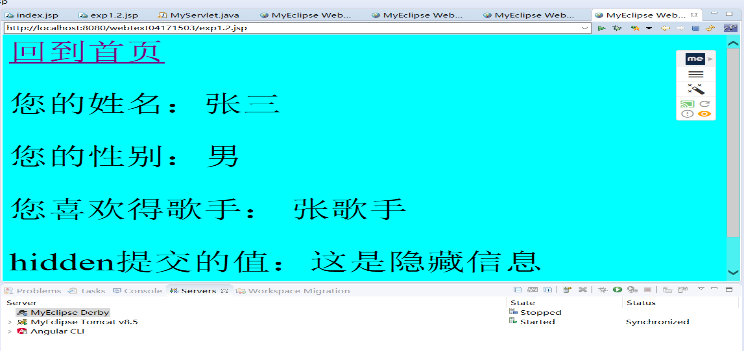 index.jsp exp1.2.jsp MyServlet.java MyEclipse Web... MyEclipse Web... MyEclipse Web... MyEclipse Web...
http://localhost:8080/webtext04171503/exp1.2.jsp
回到首页
me
您的姓名：张三
您的性别：男
您喜欢得歌手： 张歌手
hidden提交的值：这是隐藏信息
Problems Tasks Console Servers Workspace Migration
Server State Status
MyEclipse Derby Stopped
MyEclipse Tomcat v8.5 Started Synchronized
Angular CLI